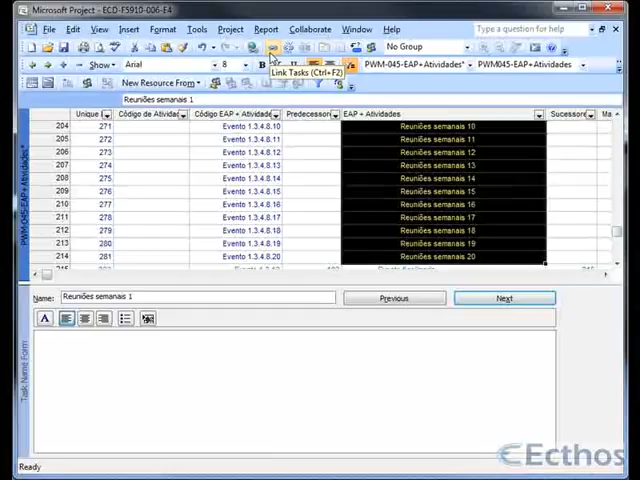 Microsoft Project - ECD-F5910-006-E4
File Edit View Insert Format Tools Project Report Collaborate Window Help
Type a question for help
No Group
Show Arial 8 B I U PWM-045-EAP+Atividades* PWM045-EAP+Atividades
Link Tasks (Ctrl+F2)
New Resource From
Reuniões semanais 1
Unique Código de Atividad Código EAP + Atividade Predecessor EAP + Atividades Sucessore Ma
204 271 Evento 1.3.4.8.10 Reuniões semanais 10
205 272 Evento 1.3.4.8.11 Reuniões semanais 11
206 273 Evento 1.3.4.8.12 Reuniões semanais 12
207 274 Evento 1.3.4.8.13 Reuniões semanais 13
208 275 Evento 1.3.4.8.14 Reuniões semanais 14
209 276 Evento 1.3.4.8.15 Reuniões semanais 15
210 277 Evento 1.3.4.8.16 Reuniões semanais 16
211 278 Evento 1.3.4.8.17 Reuniões semanais 17
212 279 Evento 1.3.4.8.18 Reuniões semanais 18
213 280 Evento 1.3.4.8.19 Reuniões semanais 19
214 281 Evento 1.3.4.8.20 Reuniões semanais 20
PWM-045-EAP+Atividades*
Name: Reuniões semanais 1 Previous Next
A
Task Name Form
Ready
Ecthos